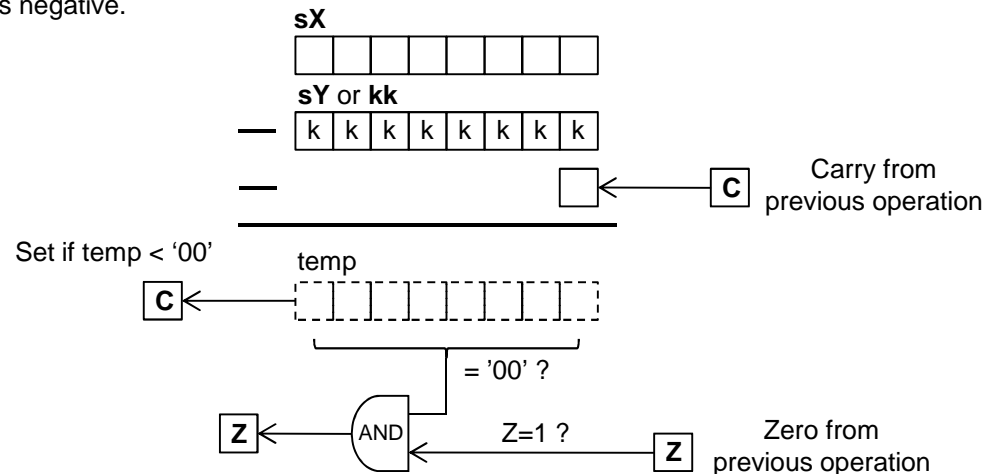 s negative.
sX
sY or kk
k k k k k k k k
C
Carry from
previous operation
Set if temp < ‘00’
temp
C
= ’00’ ?
Z
AND
Z=1 ?
Z
Zero from
previous operation